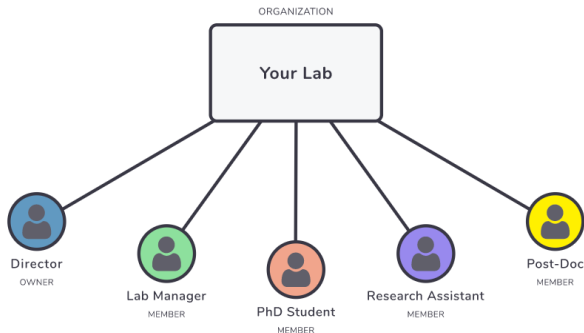 ORGANIZATION
Your Lab
Director
OWNER
Lab Manager
MEMBER
PhD Student
MEMBER
Research Assistant
MEMBER
Post-Doc
MEMBER